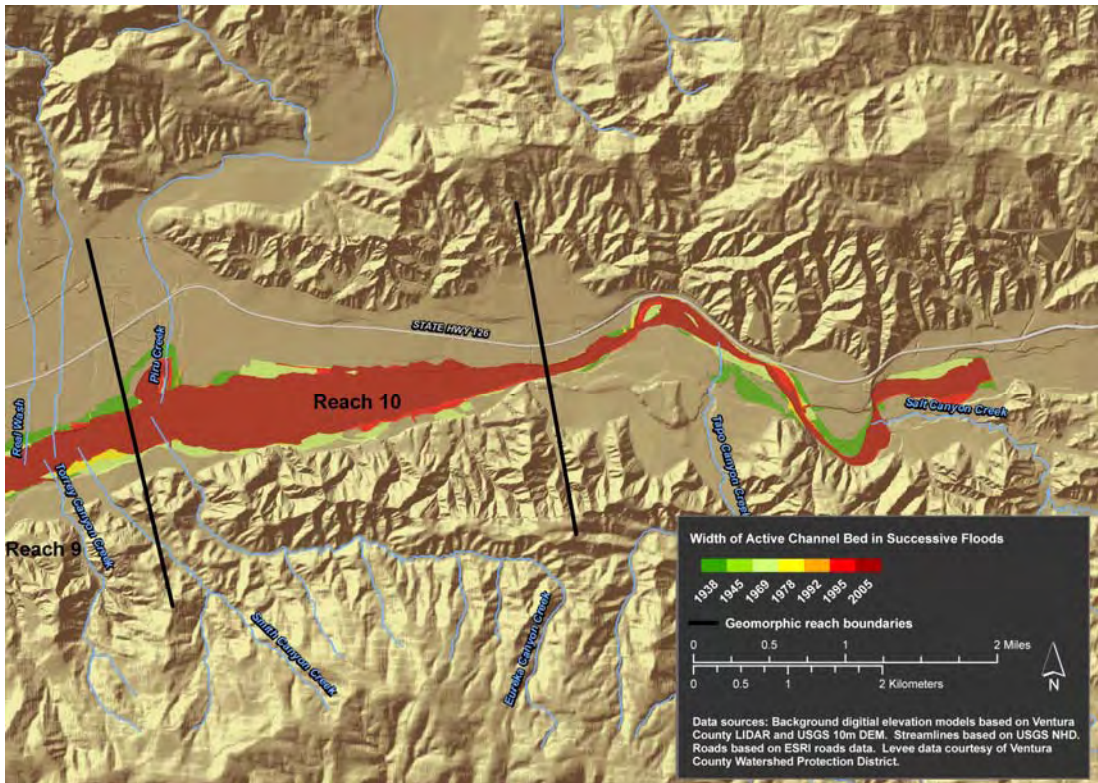 STATE HWY 126
Piru Creek
Real Wash
Reach 10
Salt Canyon Creek
Tapo Canyon Creek
Torrey Canyon Creek
Reach 9
Smith Canyon Creek
Eureka Canyon Creek
Width of Active Channel Bed in Successive Floods
1938 1945 1969 1978 1992 1995 2005
Geomorphic reach boundaries
0 0.5 1 2 Miles
0 0.5 1 2 Kilometers
N
Data sources: Background digitial elevation models based on Ventura
County LIDAR and USGS 10m DEM. Streamlines based on USGS NHD.
Roads based on ESRI roads data. Levee data courtesy of Ventura
County Watershed Protection District.